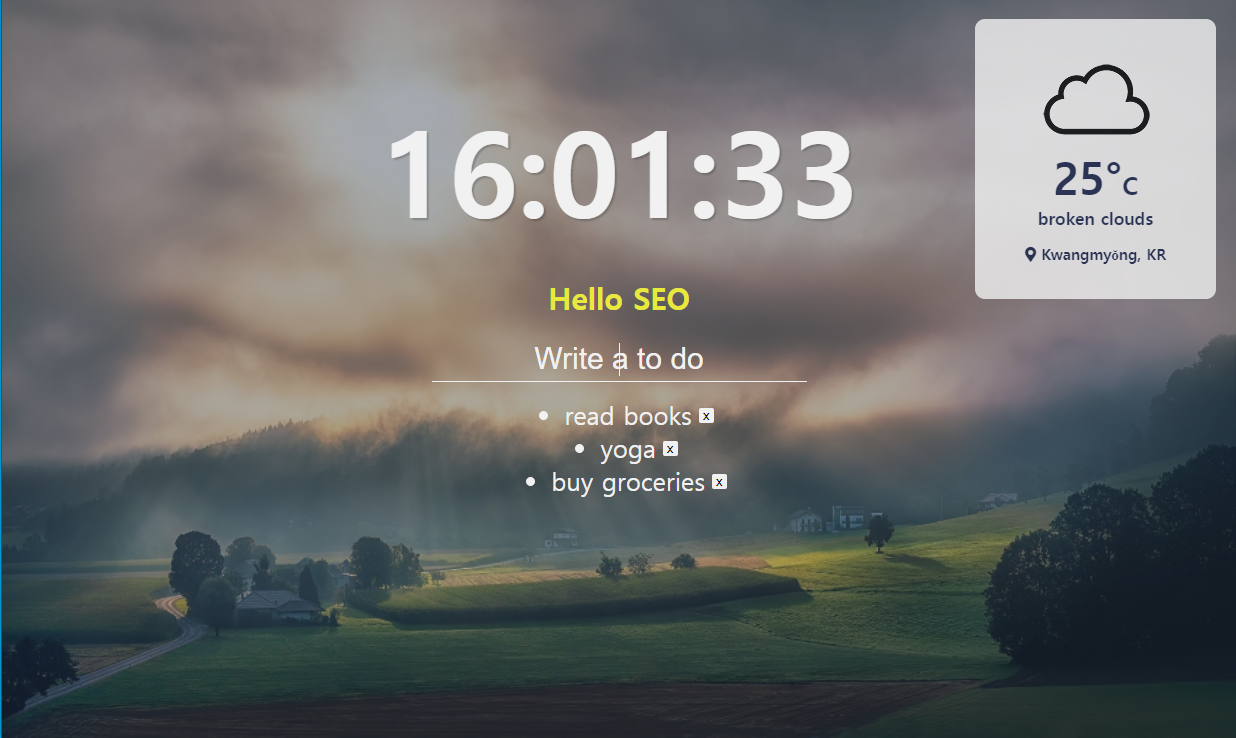 16:01:33
25°C
broken clouds
Kwangmyŏng, KR
Hello SEO
Write a to do
read books x
yoga x
buy groceries x